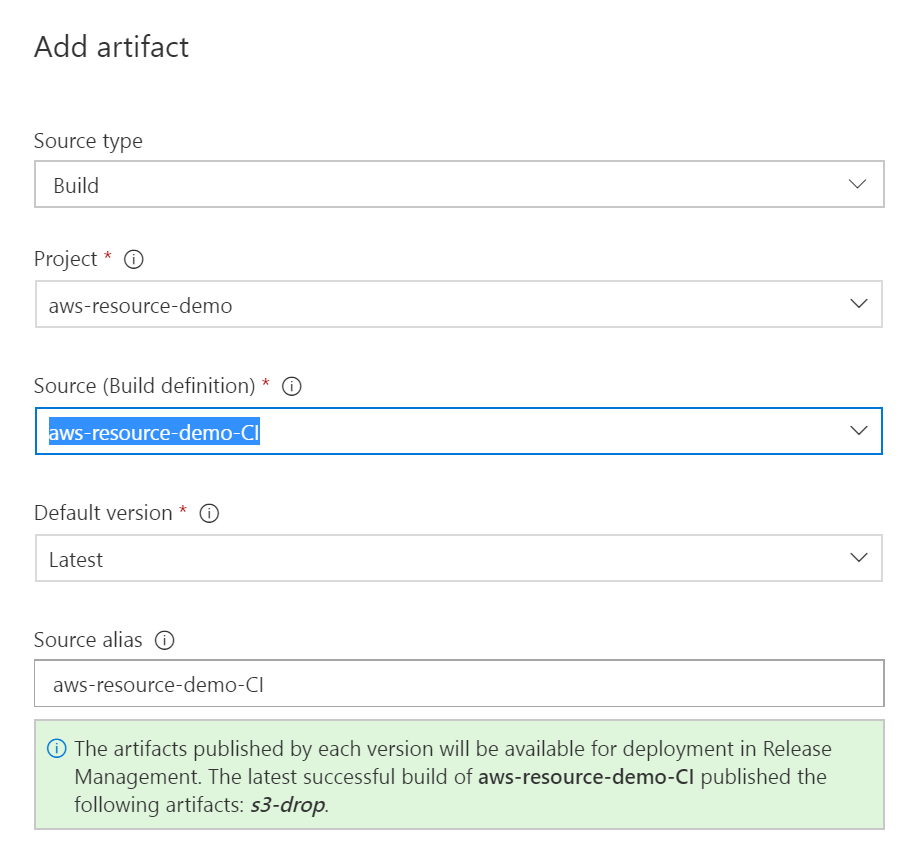 Add artifact
Source type
Build
Project *
aws-resource-demo
Source (Build definition) *
aws-resource-demo-CI
Default version *
Latest
Source alias
aws-resource-demo-CI
The artifacts published by each version will be available for deployment in Release
Management. The latest successful build of aws-resource-demo-CI published the
following artifacts: s3-drop.